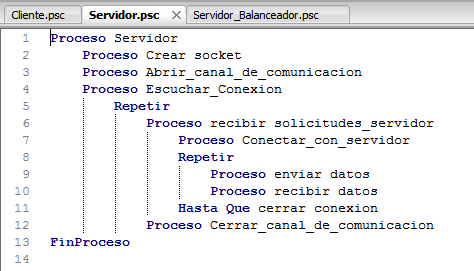 Cliente.psc Servidor.psc X Servidor_Balanceador.psc
1 Proceso Servidor
2 Proceso Crear socket
3 Proceso Abrir_canal_de_comunicacion
4 Proceso Escuchar_Conexion
5 Repetir
6 Proceso recibir solicitudes_servidor
7 Proceso Conectar_con_servidor
8 Repetir
9 Proceso enviar datos
10 Proceso recibir datos
11 Hasta Que cerrar conexion
12 Proceso Cerrar_canal_de_comunicacion
13 FinProceso
14